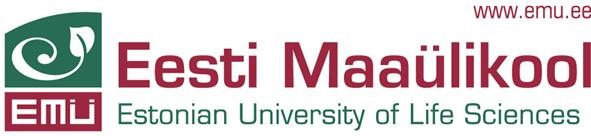 www.emu.ee
Eesti Maaülikool
EMÜ
Estonian University of Life Sciences